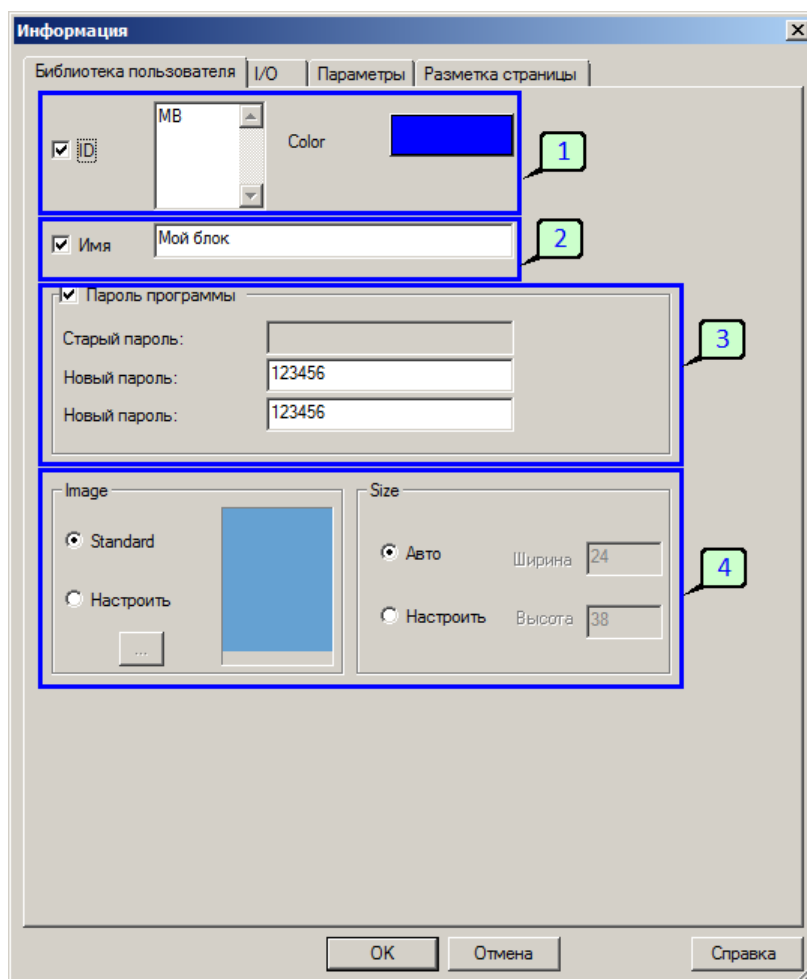 Информация
Библиотека пользователя I/O Параметры Разметка страницы
MB
ID
Color
1
Имя Мой блок
2
Пароль программы
Старый пароль:
3
Новый пароль: 123456
Новый пароль: 123456
Image Size
Standard
Авто Ширина 24
4
Настроить
Настроить Высота 38
...
OK Отмена Справка